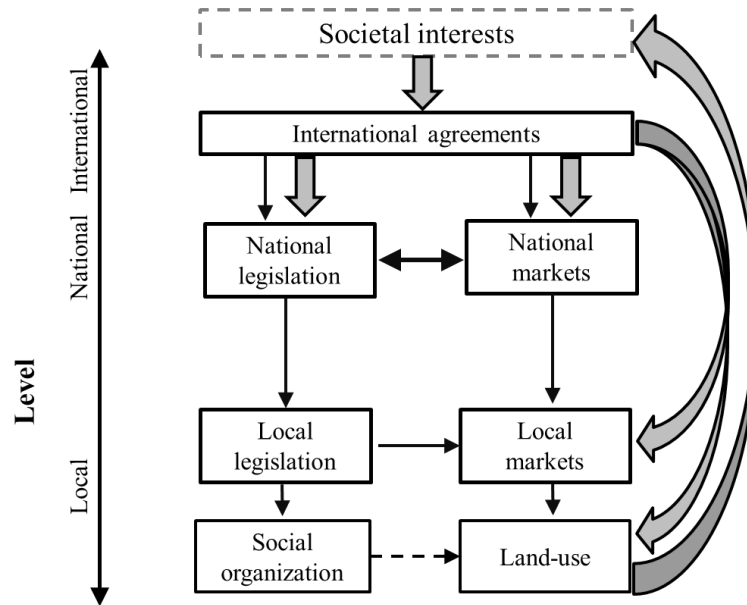 Societal interests
International agreements
National
legislation
National
markets
Local
legislation
Local
markets
Social
organization
Land-use
Level
International
National
Local